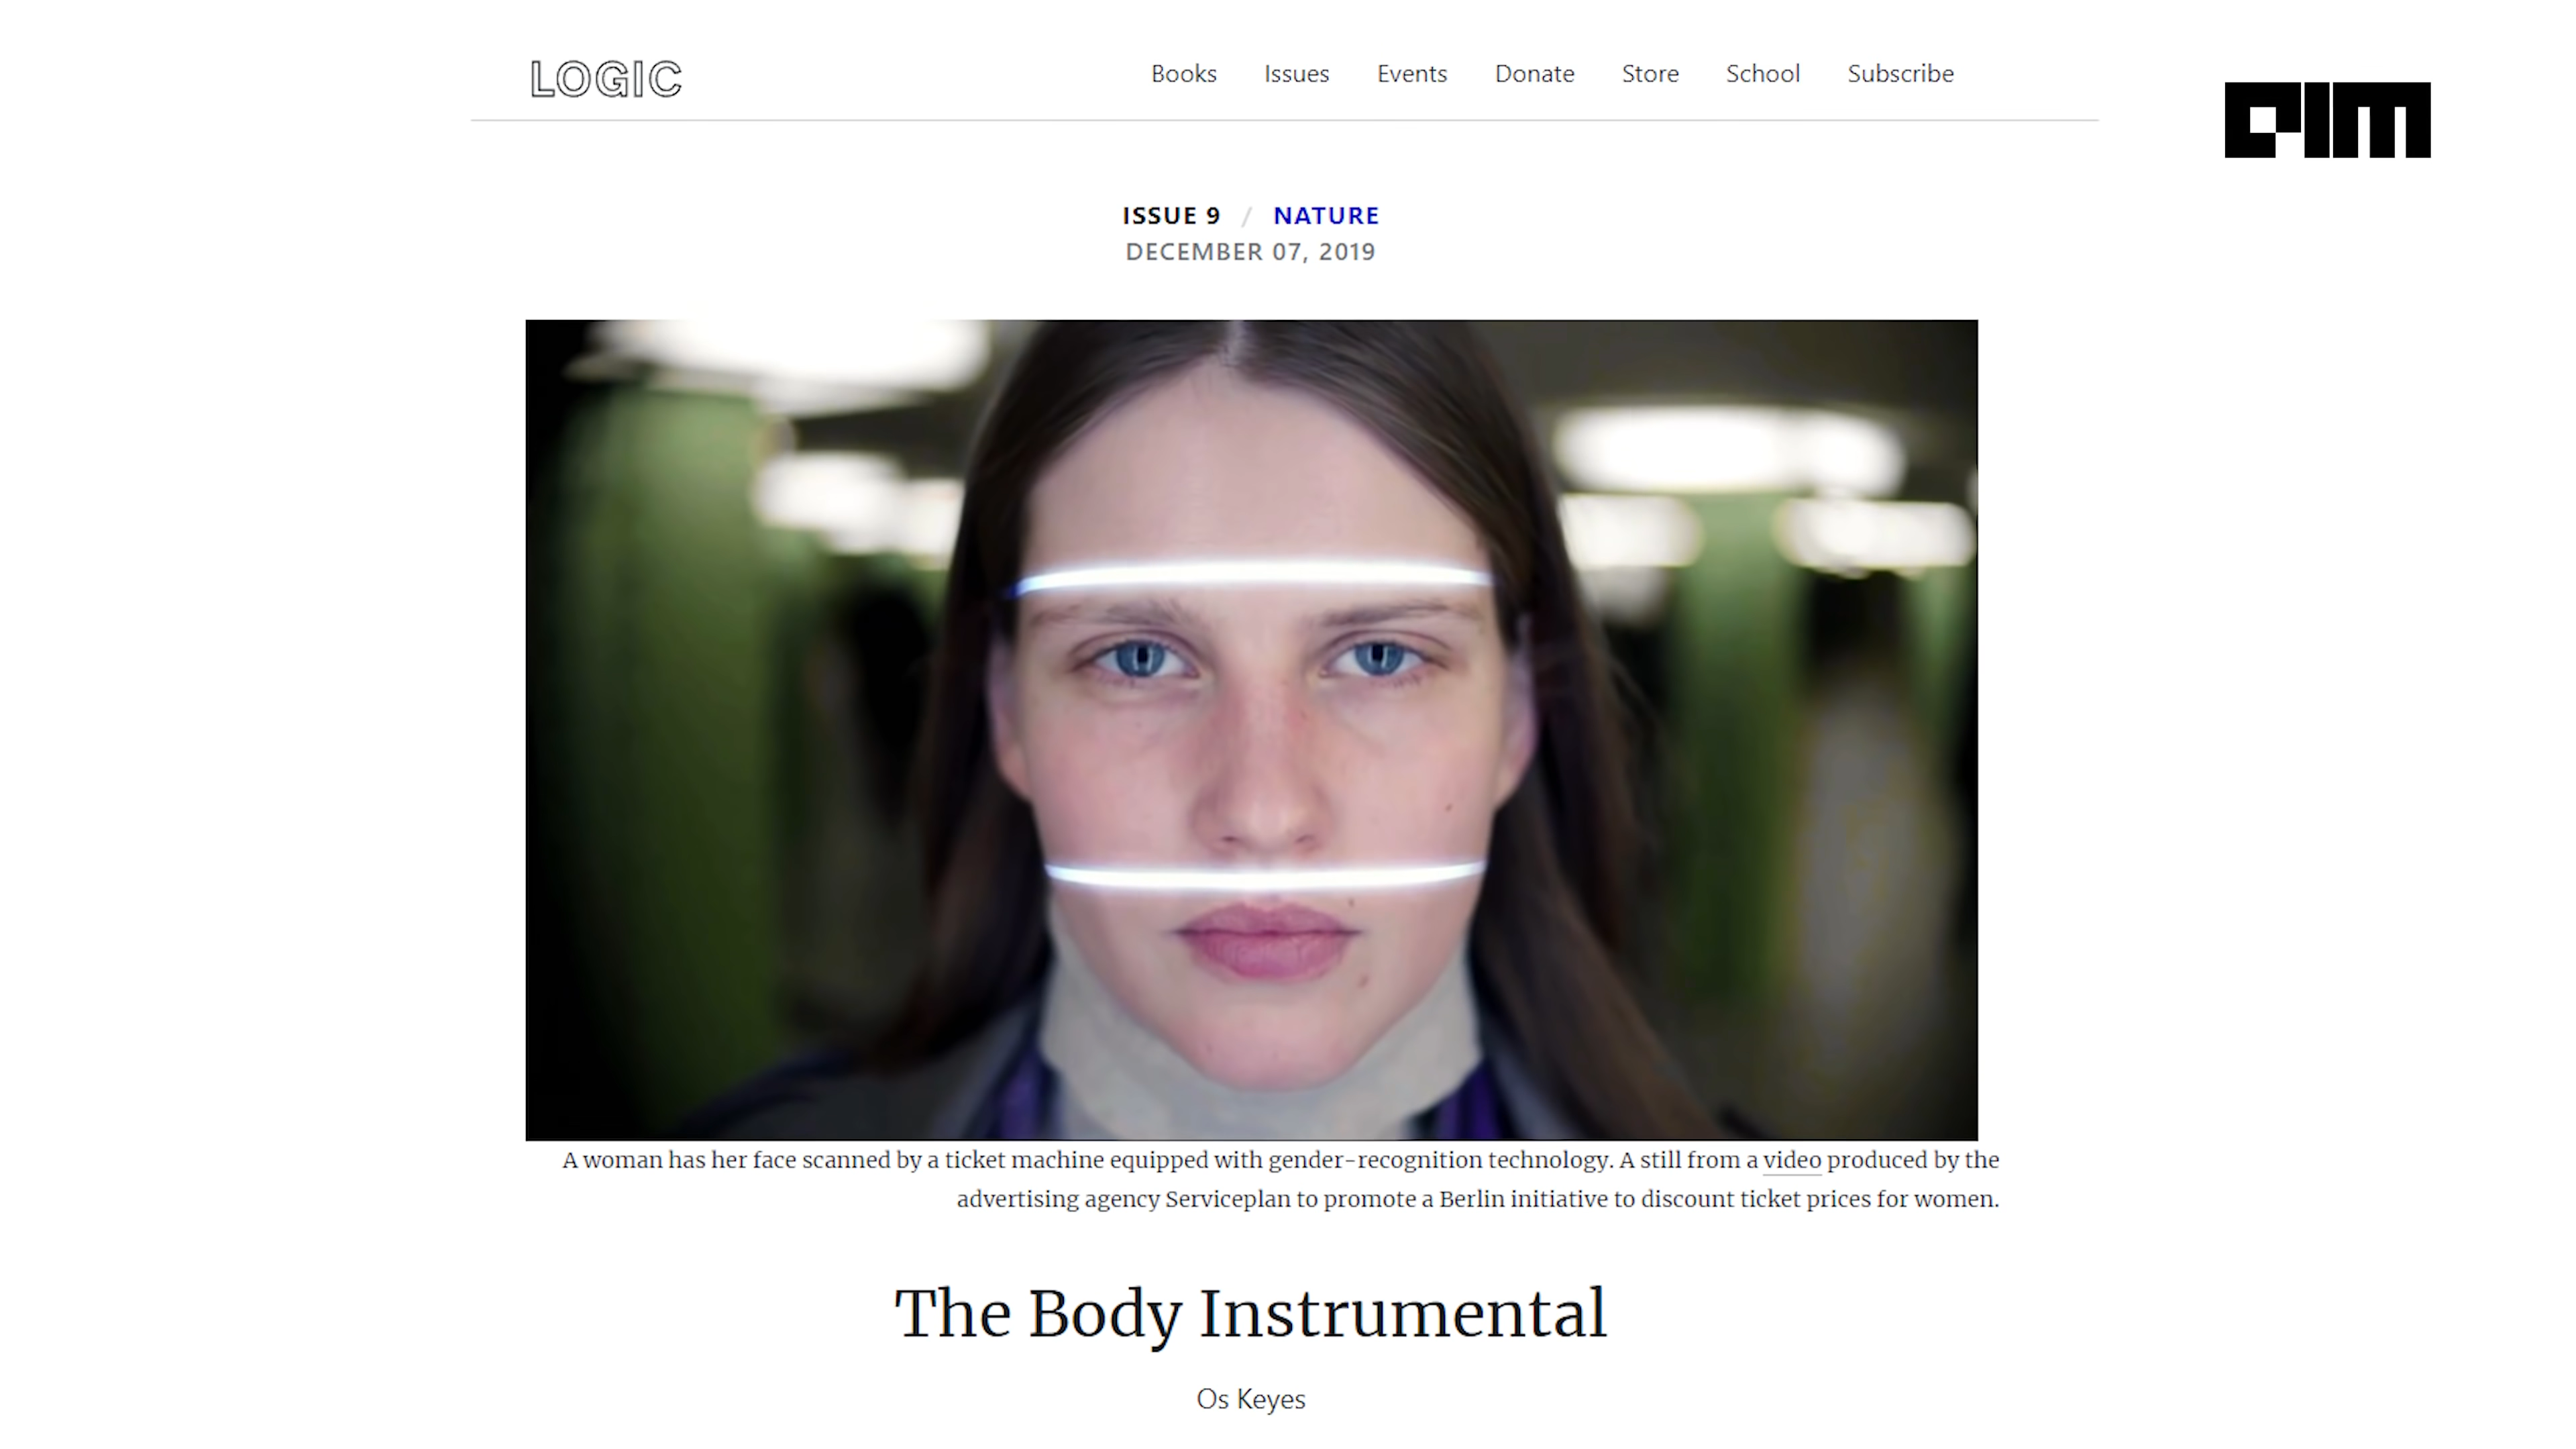 LOGIC
Books Issues Events Donate Store School Subscribe
AIM
ISSUE 9 / NATURE
DECEMBER 07, 2019
A woman has her face scanned by a ticket machine equipped with gender-recognition technology. A still from a video produced by the
advertising agency Serviceplan to promote a Berlin initiative to discount ticket prices for women.
The Body Instrumental
Os Keyes